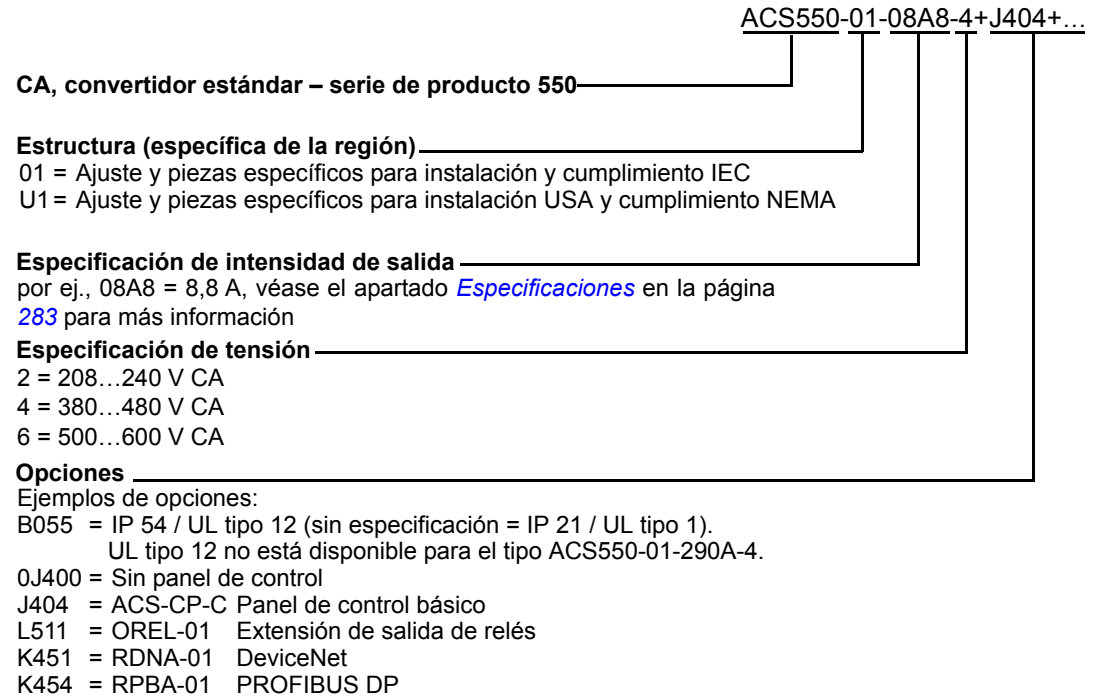 ACS550-01-08A8-4+J404+…
CA, convertidor estándar – serie de producto 550
Estructura (específica de la región)
01 = Ajuste y piezas específicos para instalación y cumplimiento IEC
U1 = Ajuste y piezas específicos para instalación USA y cumplimiento NEMA
Especificación de intensidad de salida
por ej., 08A8 = 8,8 A, véase el apartado Especificaciones en la página
283 para más información
Especificación de tensión
2 = 208…240 V CA
4 = 380…480 V CA
6 = 500…600 V CA
Opciones
Ejemplos de opciones:
B055 = IP 54 / UL tipo 12 (sin especificación = IP 21 / UL tipo 1).
UL tipo 12 no está disponible para el tipo ACS550-01-290A-4.
0J400 = Sin panel de control
J404 = ACS-CP-C Panel de control básico
L511 = OREL-01 Extensión de salida de relés
K451 = RDNA-01 DeviceNet
K454 = RPBA-01 PROFIBUS DP